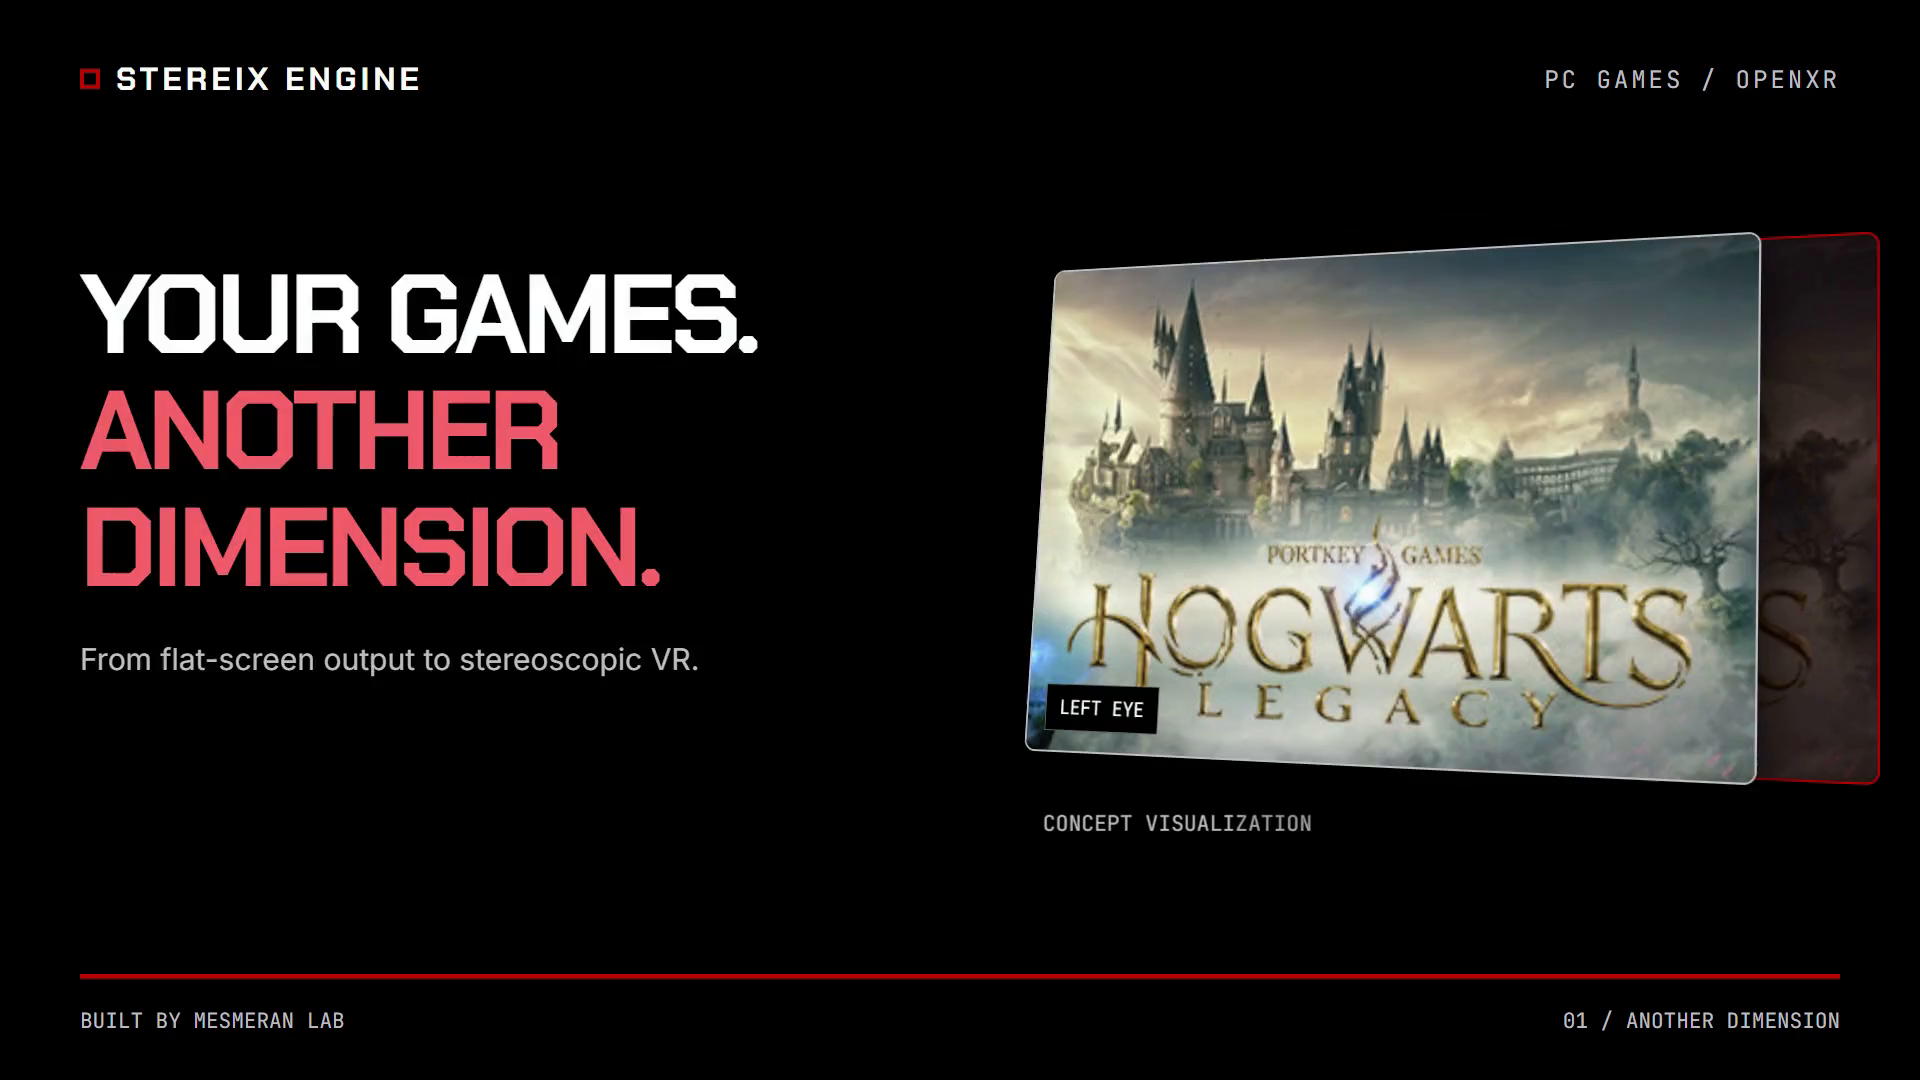 STEREIX ENGINE
PC GAMES / OPENXR
YOUR GAMES.
ANOTHER
DIMENSION.
From flat-screen output to stereoscopic VR.
PORTKEY GAMES
HOGWARTS
LEGACY
S
LEFT EYE
CONCEPT VISUALIZATION
BUILT BY MESMERAN LAB
01 / ANOTHER DIMENSION